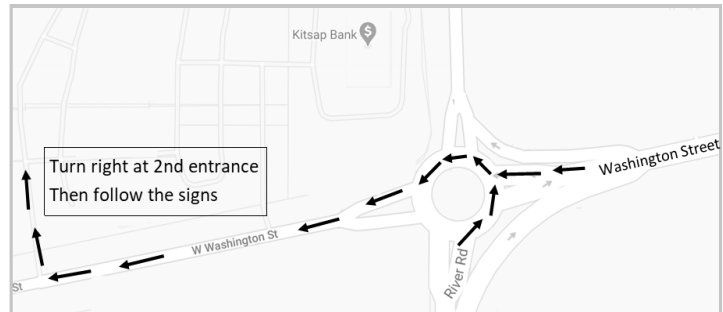 Kitsap Bank
$
Turn right at 2nd entrance
Then follow the signs
Washington Street
W Washington St
River Rd
St